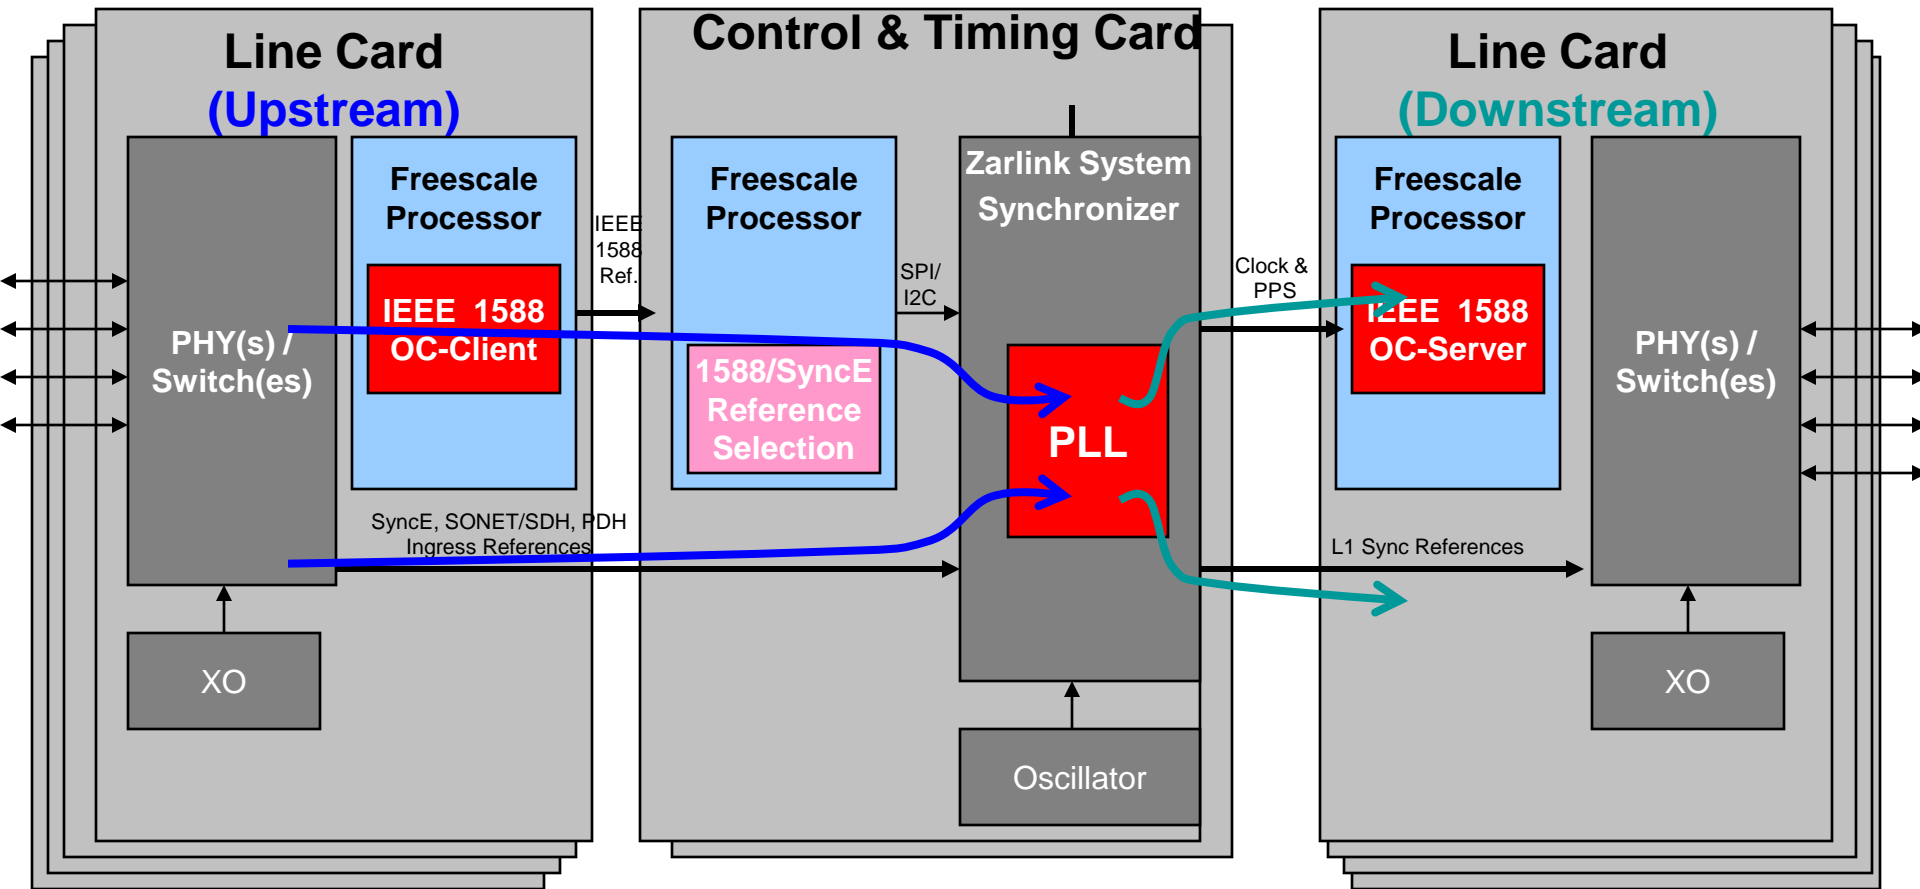 Line Card
(Upstream)
PHY(s) /
Switch(es)
Freescale
Processor
IEEE 1588
OC-Client
IEEE
1588
Ref.
SyncE, SONET/SDH, PDH
Ingress References
XO
Control & Timing Card
Freescale
Processor
1588/SyncE
Reference
Selection
SPI/
I2C
Zarlink System
Synchronizer
PLL
Oscillator
Clock &
PPS
L1 Sync References
Line Card
(Downstream)
Freescale
Processor
IEEE 1588
OC-Server
PHY(s) /
Switch(es)
XO